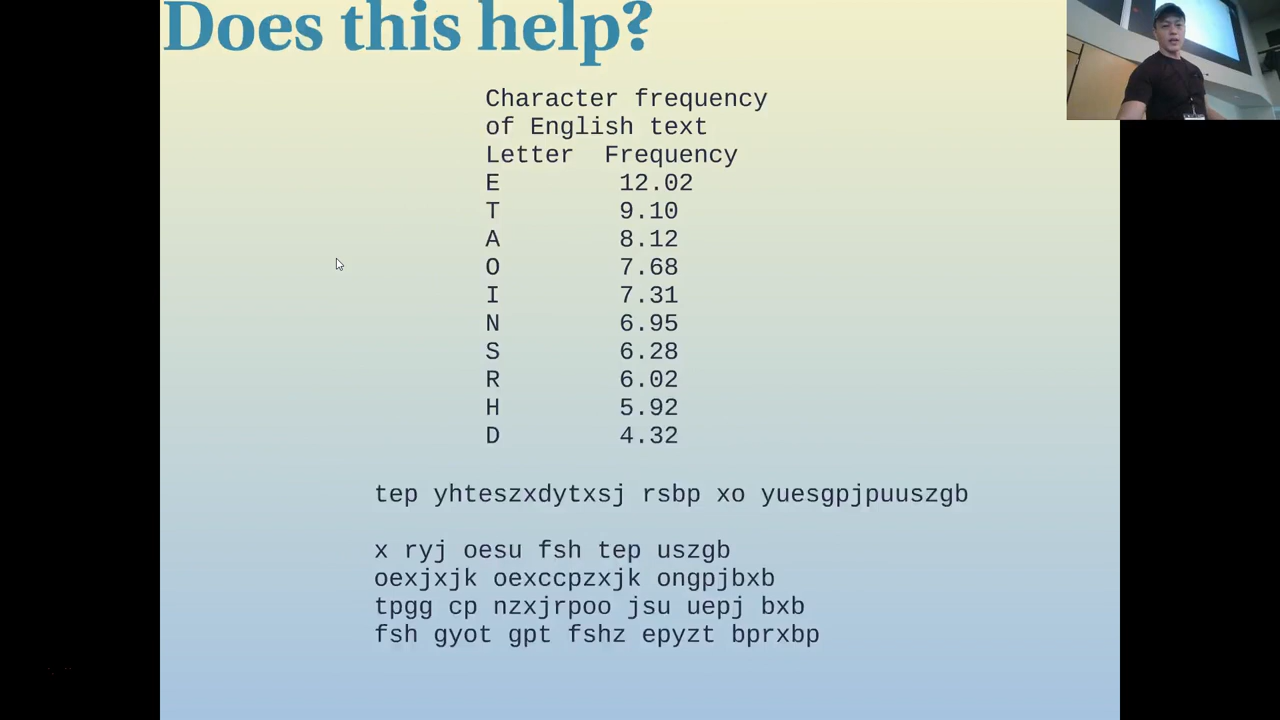 Does this help?
Character frequency
of English text
Letter Frequency
E 12.02
T 9.10
A 8.12
O 7.68
I 7.31
N 6.95
S 6.28
R 6.02
H 5.92
D 4.32
tep yhteszxdytxsj rsbp xo yuesgpjpuuszgb
x ryj oesu fsh tep uszgb
oexjxjk oexccpzxjk ongpjbxb
tpgg cp nzxjrpoo jsu uepj bxb
fsh gyot gpt fshz epyzt bprxbp